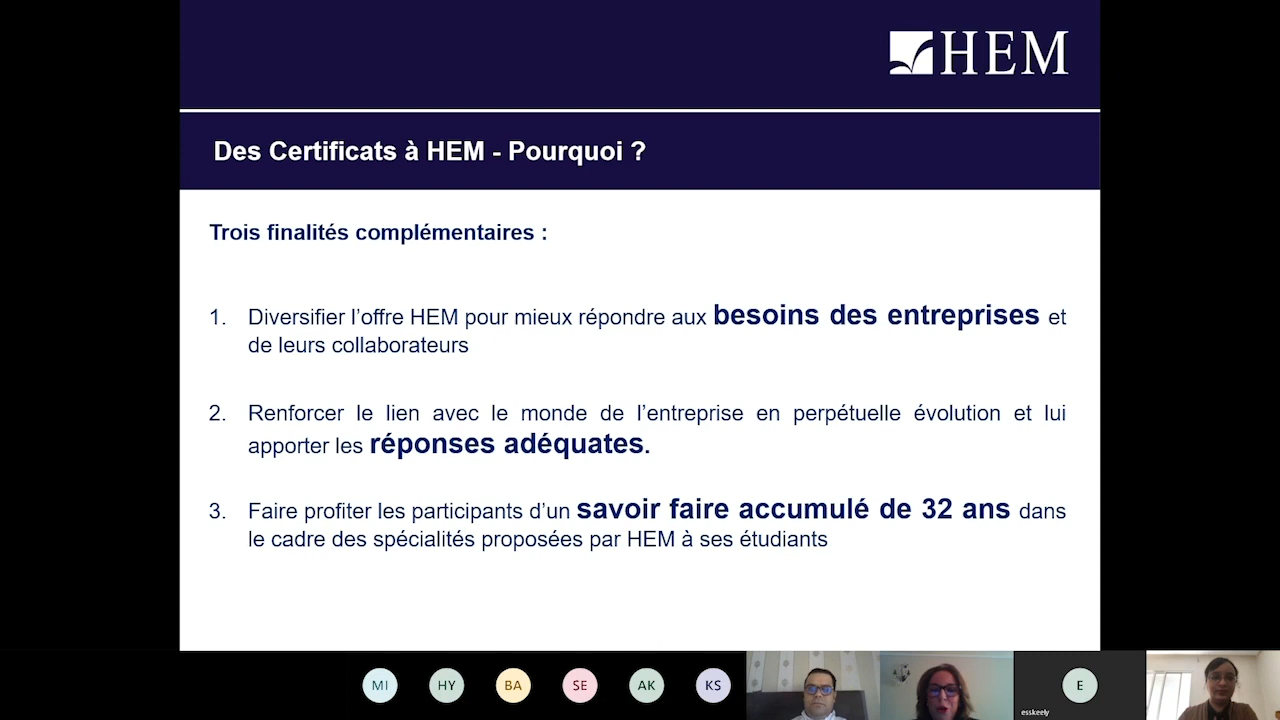 HEM
Des Certificats à HEM - Pourquoi ?
Trois finalités complémentaires :
1. Diversifier l’offre HEM pour mieux répondre aux besoins des entreprises et
de leurs collaborateurs
2. Renforcer le lien avec le monde de l’entreprise en perpétuelle évolution et lui
apporter les réponses adéquates.
3. Faire profiter les participants d’un savoir faire accumulé de 32 ans dans
le cadre des spécialités proposées par HEM à ses étudiants
MI HY BA SE AK KS E
esskeely